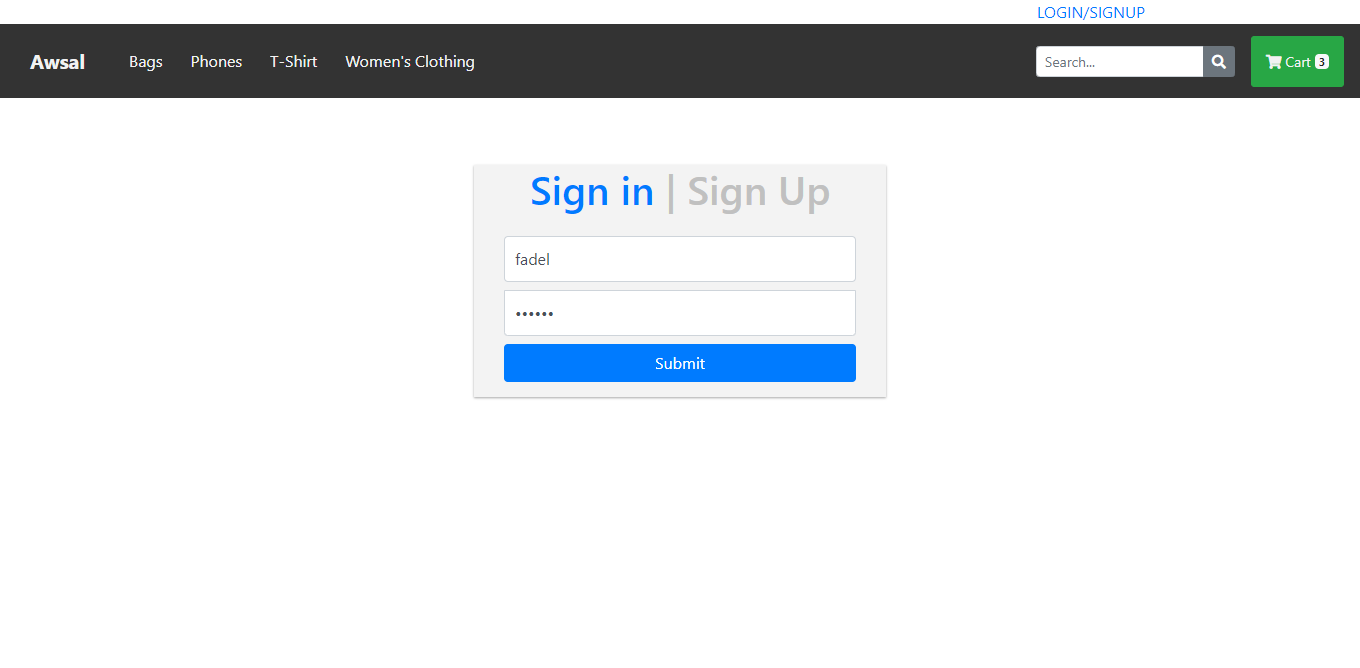 LOGIN/SIGNUP
Awsal Bags Phones T-Shirt Women's Clothing Search... Cart 3
Sign in | Sign Up
fadel
••••••
Submit